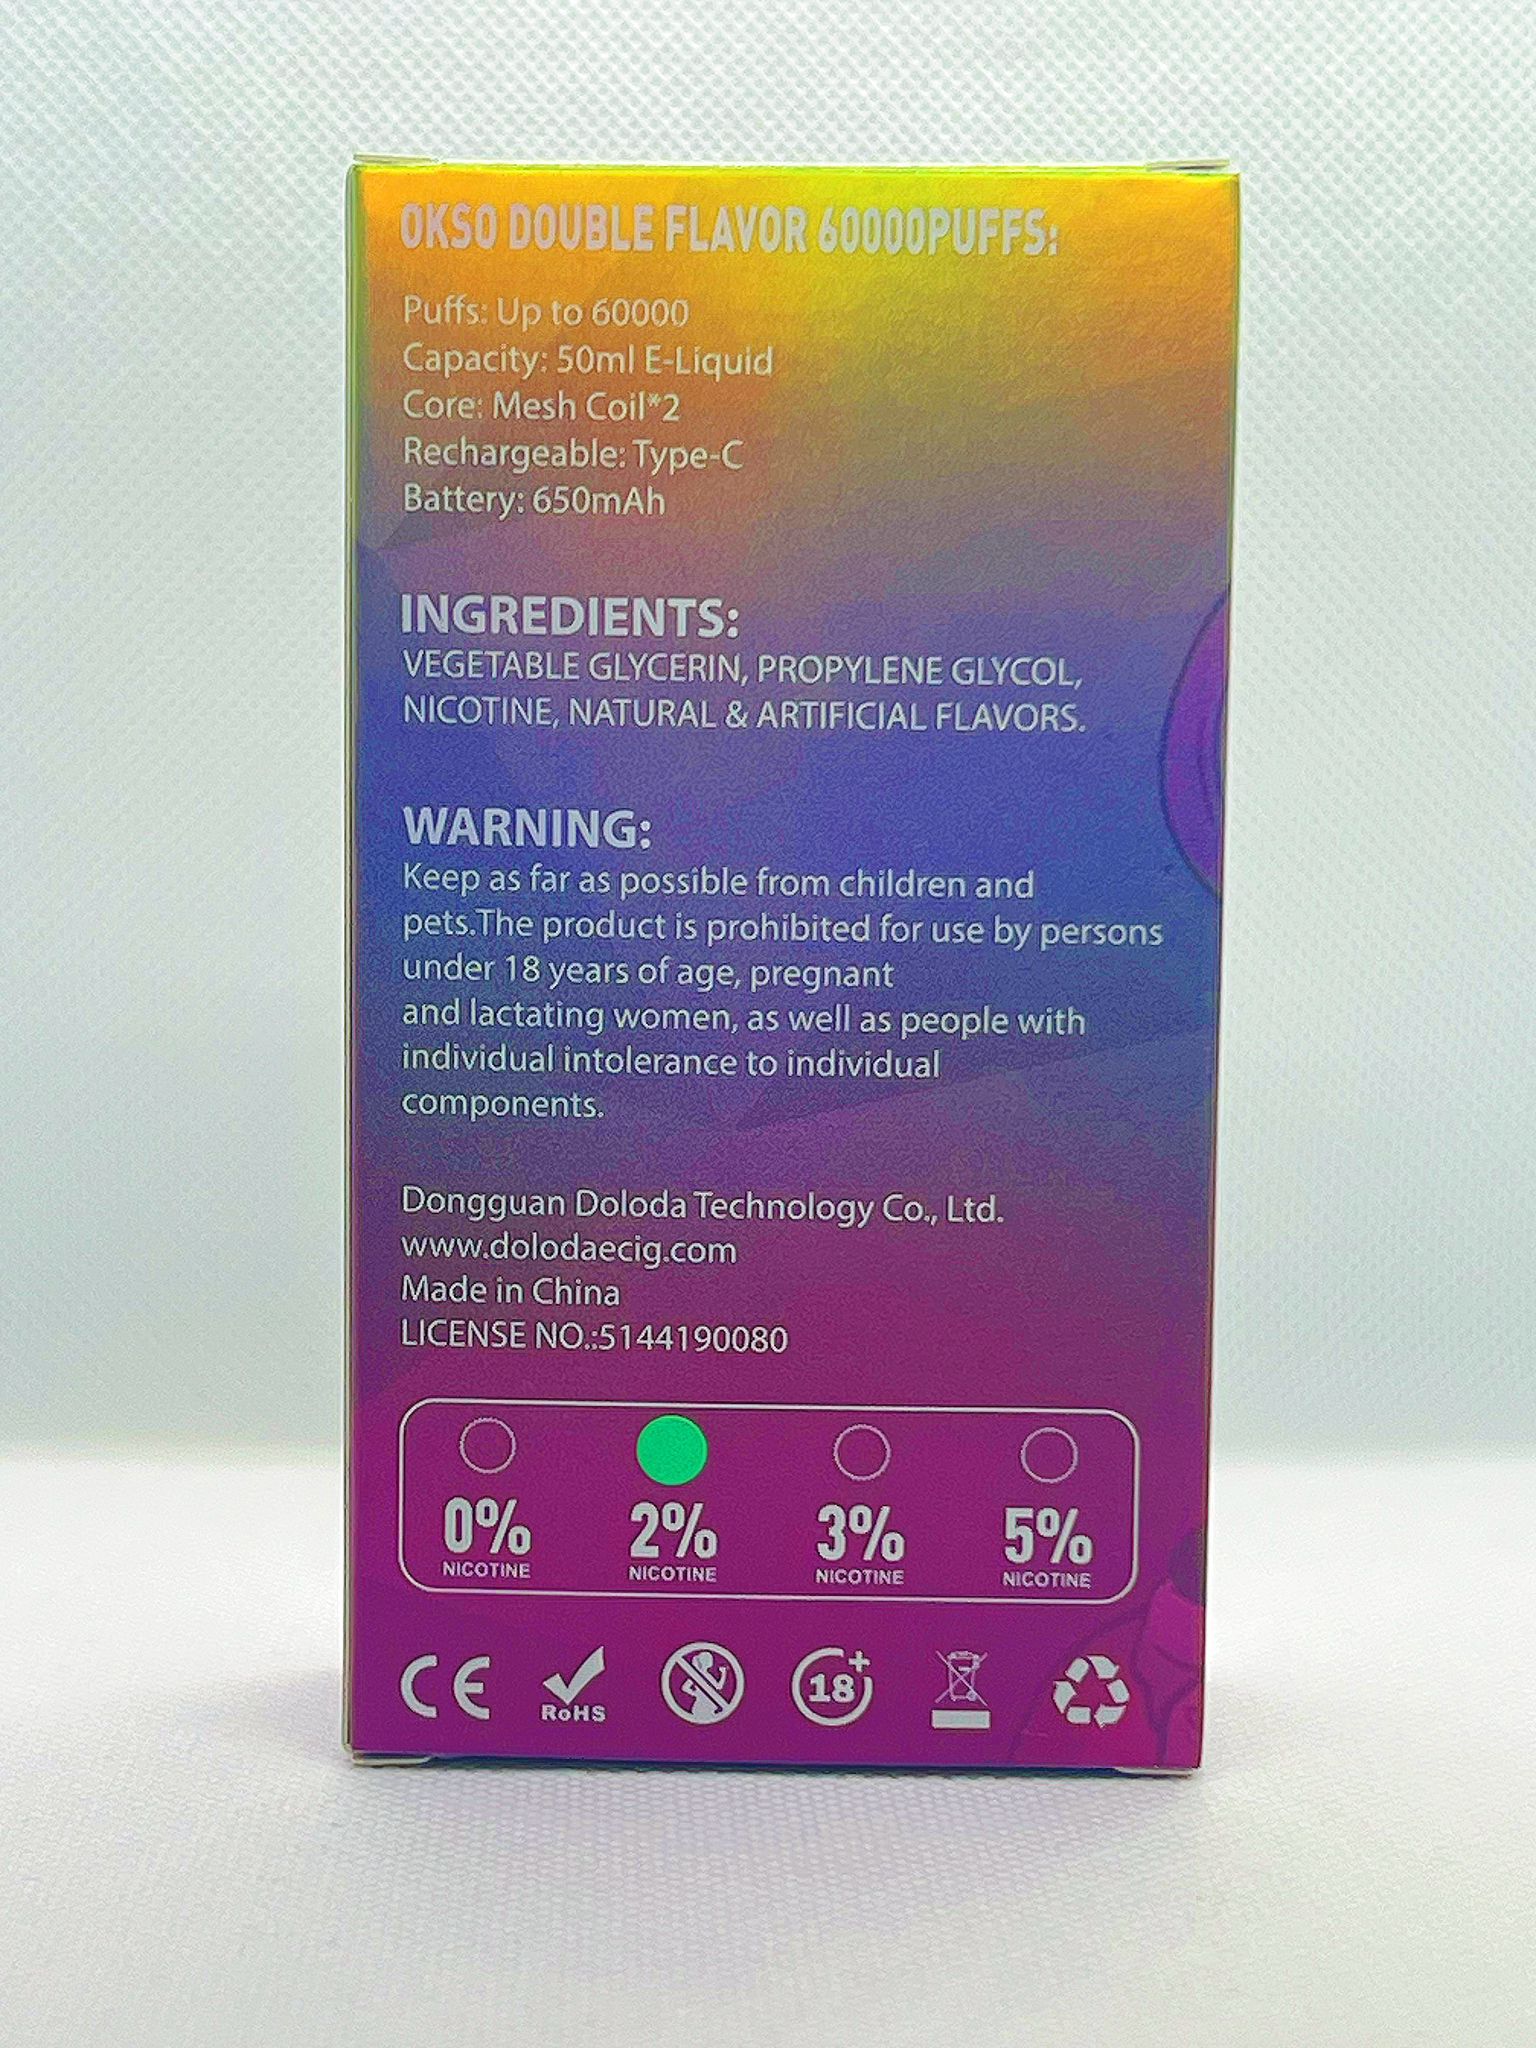 OKSO DOUBLE FLAVOR 60000PUFFS:
Puffs: Up to 60000
Capacity: 50ml E-Liquid
Core: Mesh Coil*2
Rechargeable: Type-C
Battery: 650mAh
INGREDIENTS:
VEGETABLE GLYCERIN, PROPYLENE GLYCOL,
NICOTINE, NATURAL & ARTIFICIAL FLAVORS.
WARNING:
Keep as far as possible from children and
pets.The product is prohibited for use by persons
under 18 years of age, pregnant
and lactating women, as well as people with
individual intolerance to individual
components.
Dongguan Doloda Technology Co., Ltd.
www.dolodaecig.com
Made in China
LICENSE NO.:5144190080
0% 2% 3% 5%
NICOTINE NICOTINE NICOTINE NICOTINE
CE RoHS 18+